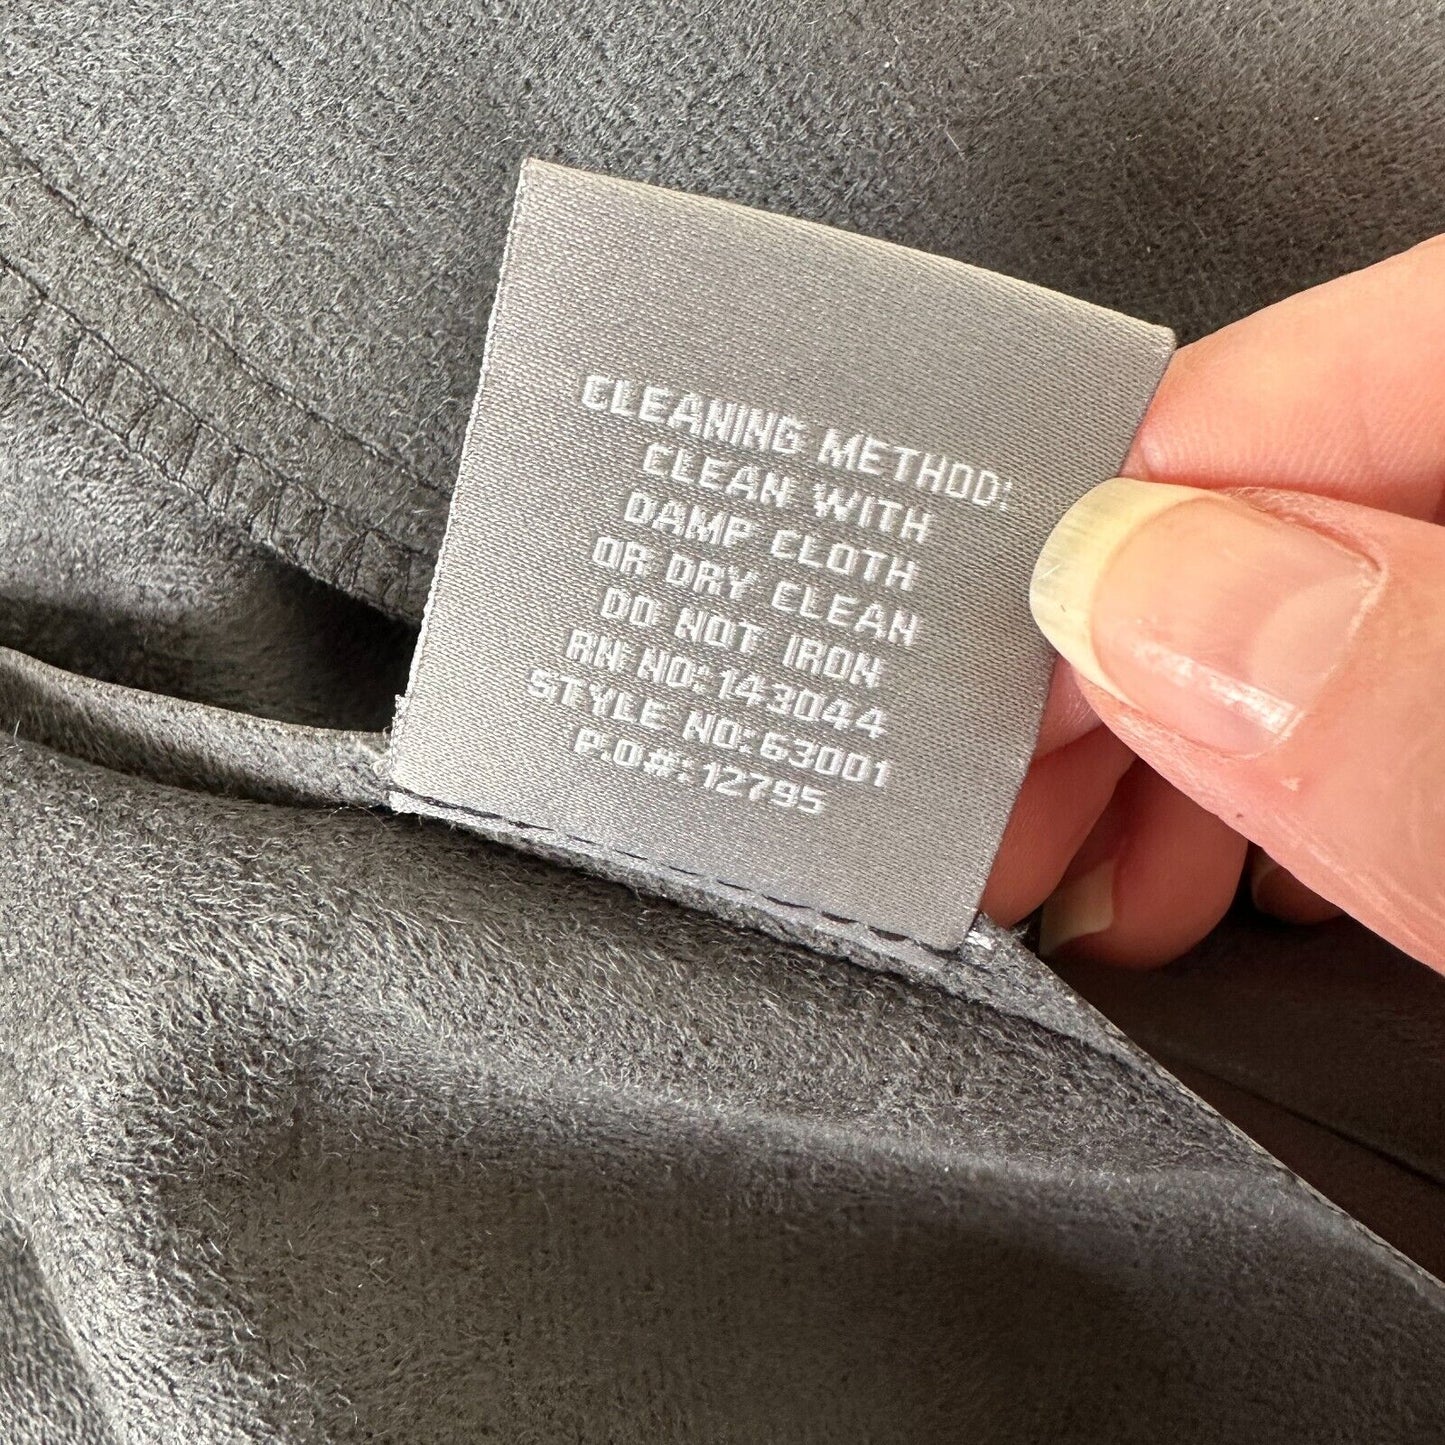 CLEANING METHOD:
CLEAN WITH
DAMP CLOTH
OR DRY CLEAN
DO NOT IRON
RN NO: 143044
STYLE NO: 63001
P.O#: 12795